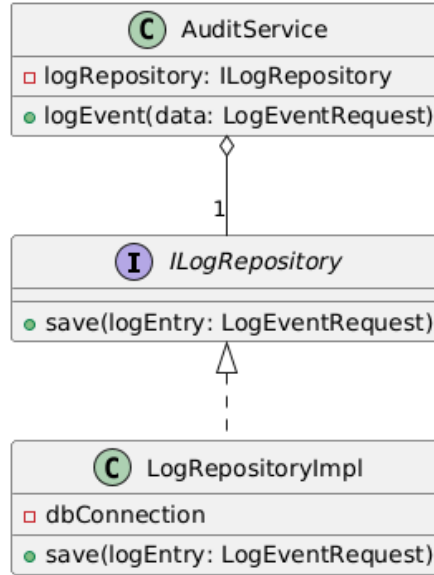 C AuditService
logRepository: ILogRepository
logEvent(data: LogEventRequest)
1
I ILogRepository
save(logEntry: LogEventRequest)
C LogRepositoryImpl
dbConnection
save(logEntry: LogEventRequest)